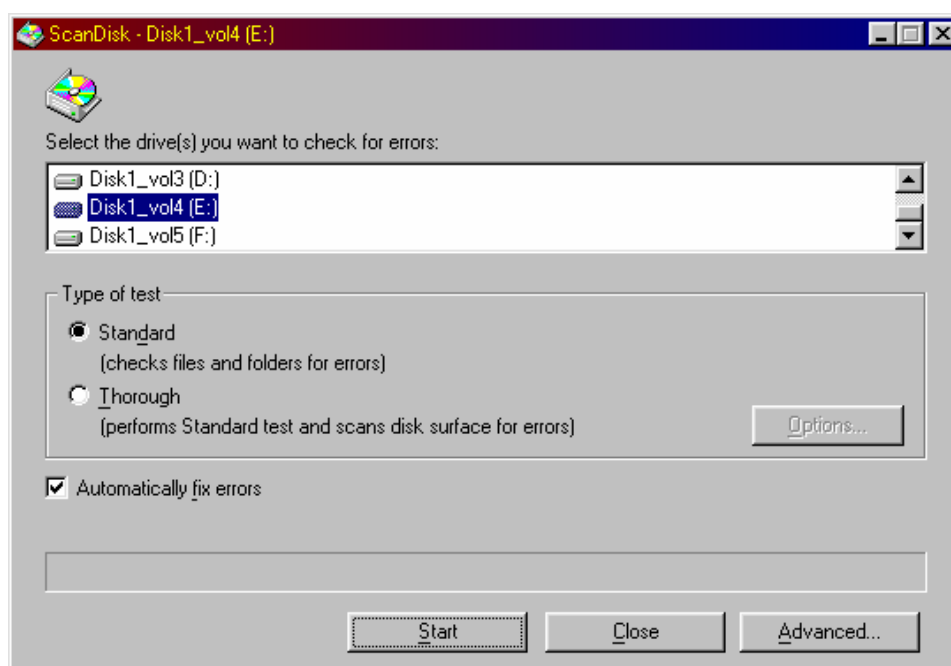 ScanDisk - Disk1_vol4 (E:)
Select the drive(s) you want to check for errors:
Disk1_vol3 (D:)
Disk1_vol4 (E:)
Disk1_vol5 (F:)
Type of test
Standard
(checks files and folders for errors)
Thorough
(performs Standard test and scans disk surface for errors)
Options...
Automatically fix errors
Start Close Advanced...